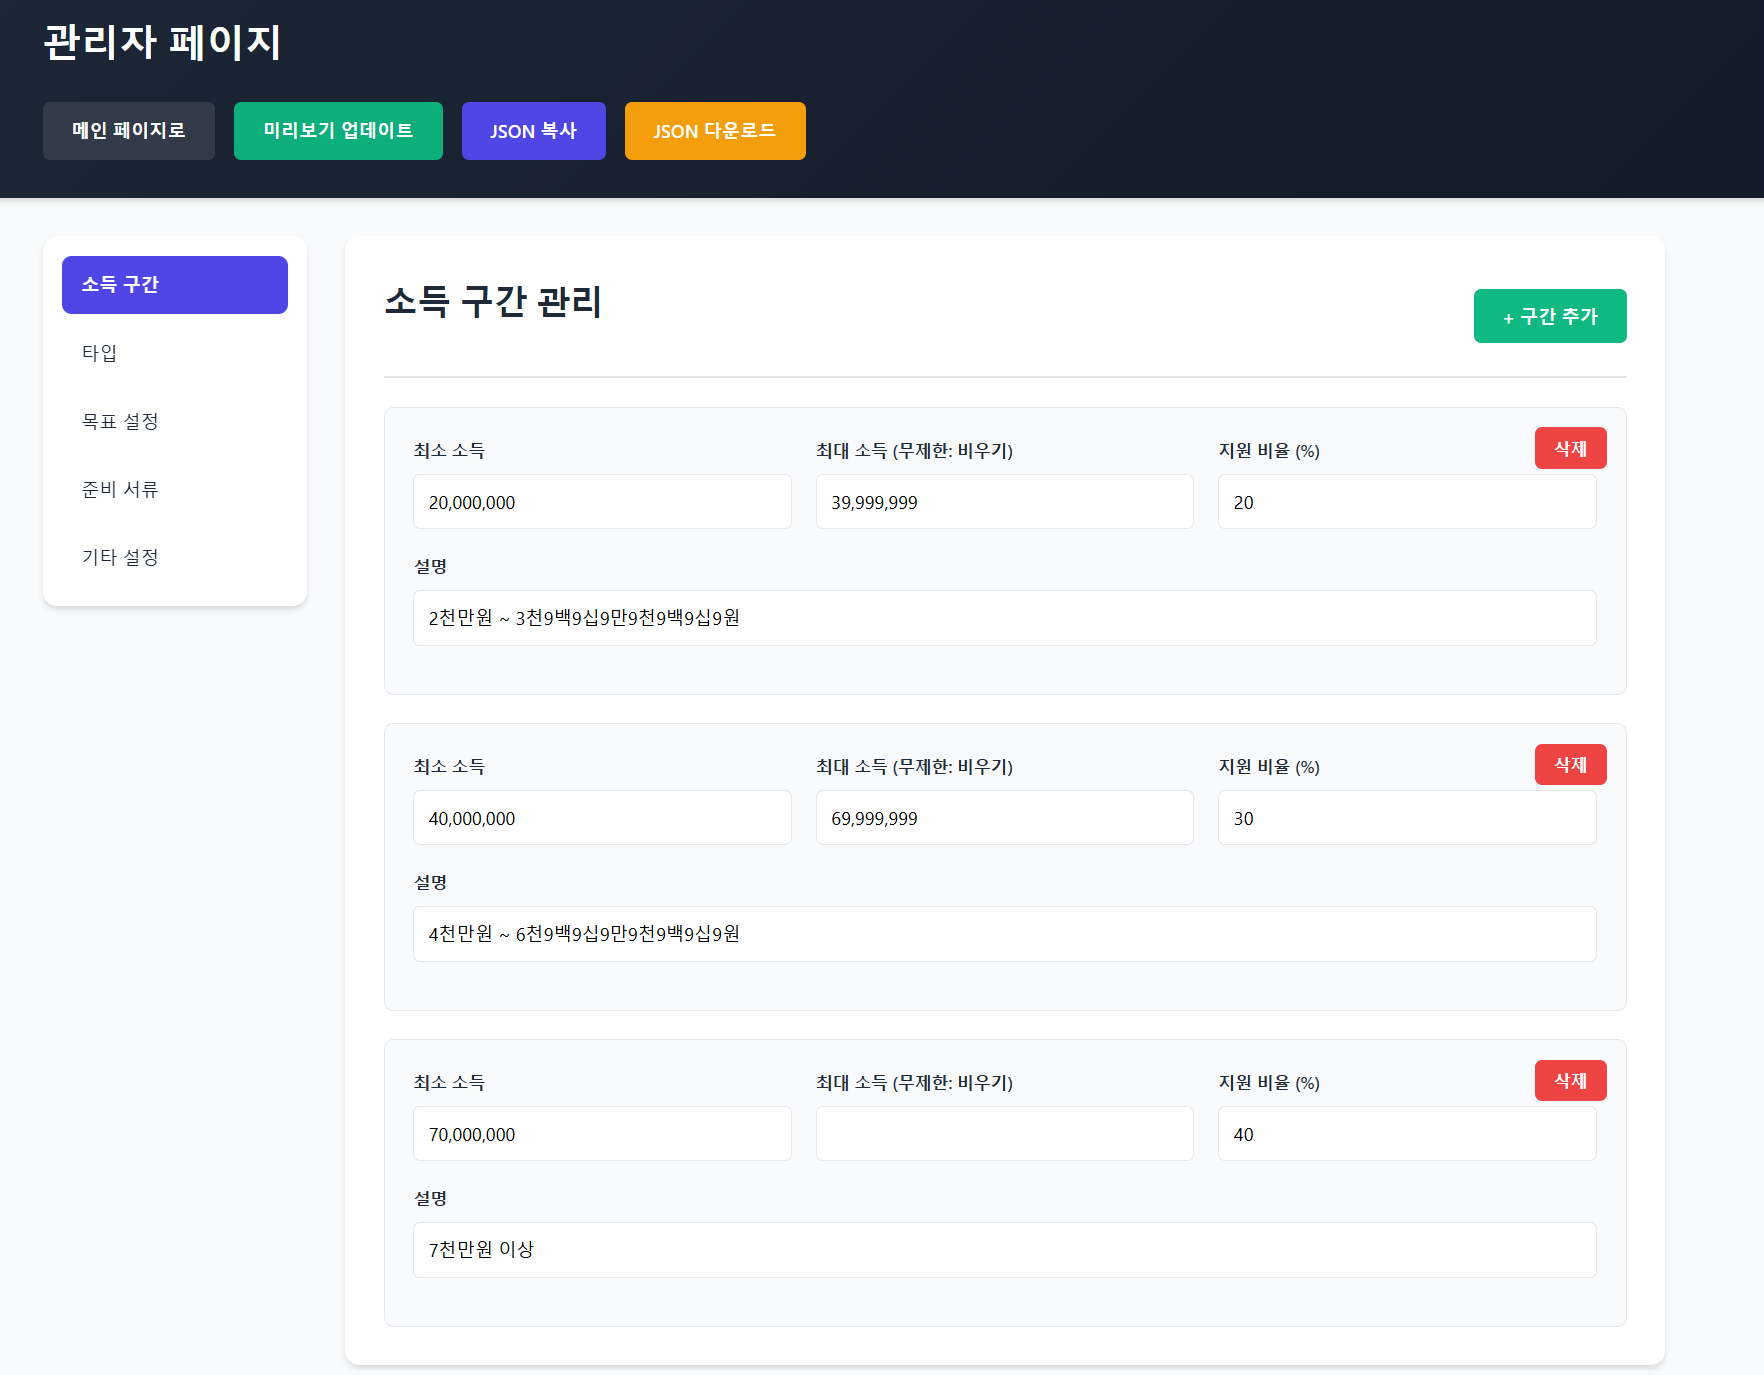 관리자 페이지
메인 페이지로 미리보기 업데이트 JSON 복사 JSON 다운로드
소득 구간
타입
목표 설정
준비 서류
기타 설정
소득 구간 관리
+ 구간 추가
최소 소득 최대 소득 (무제한: 비우기) 지원 비율 (%) 삭제
20,000,000 39,999,999 20
설명
2천만원 ~ 3천9백9십9만9천9백9십9원
최소 소득 최대 소득 (무제한: 비우기) 지원 비율 (%) 삭제
40,000,000 69,999,999 30
설명
4천만원 ~ 6천9백9십9만9천9백9십9원
최소 소득 최대 소득 (무제한: 비우기) 지원 비율 (%) 삭제
70,000,000 40
설명
7천만원 이상